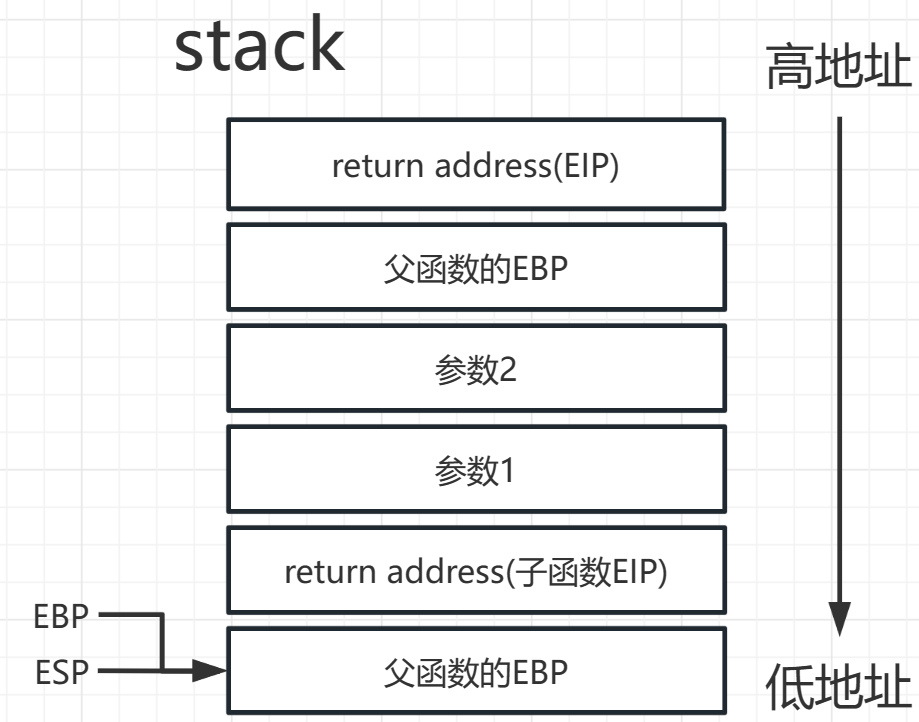 stack
高地址
return address(EIP)
父函数的EBP
参数2
参数1
return address(子函数EIP)
EBP
ESP
父函数的EBP
低地址